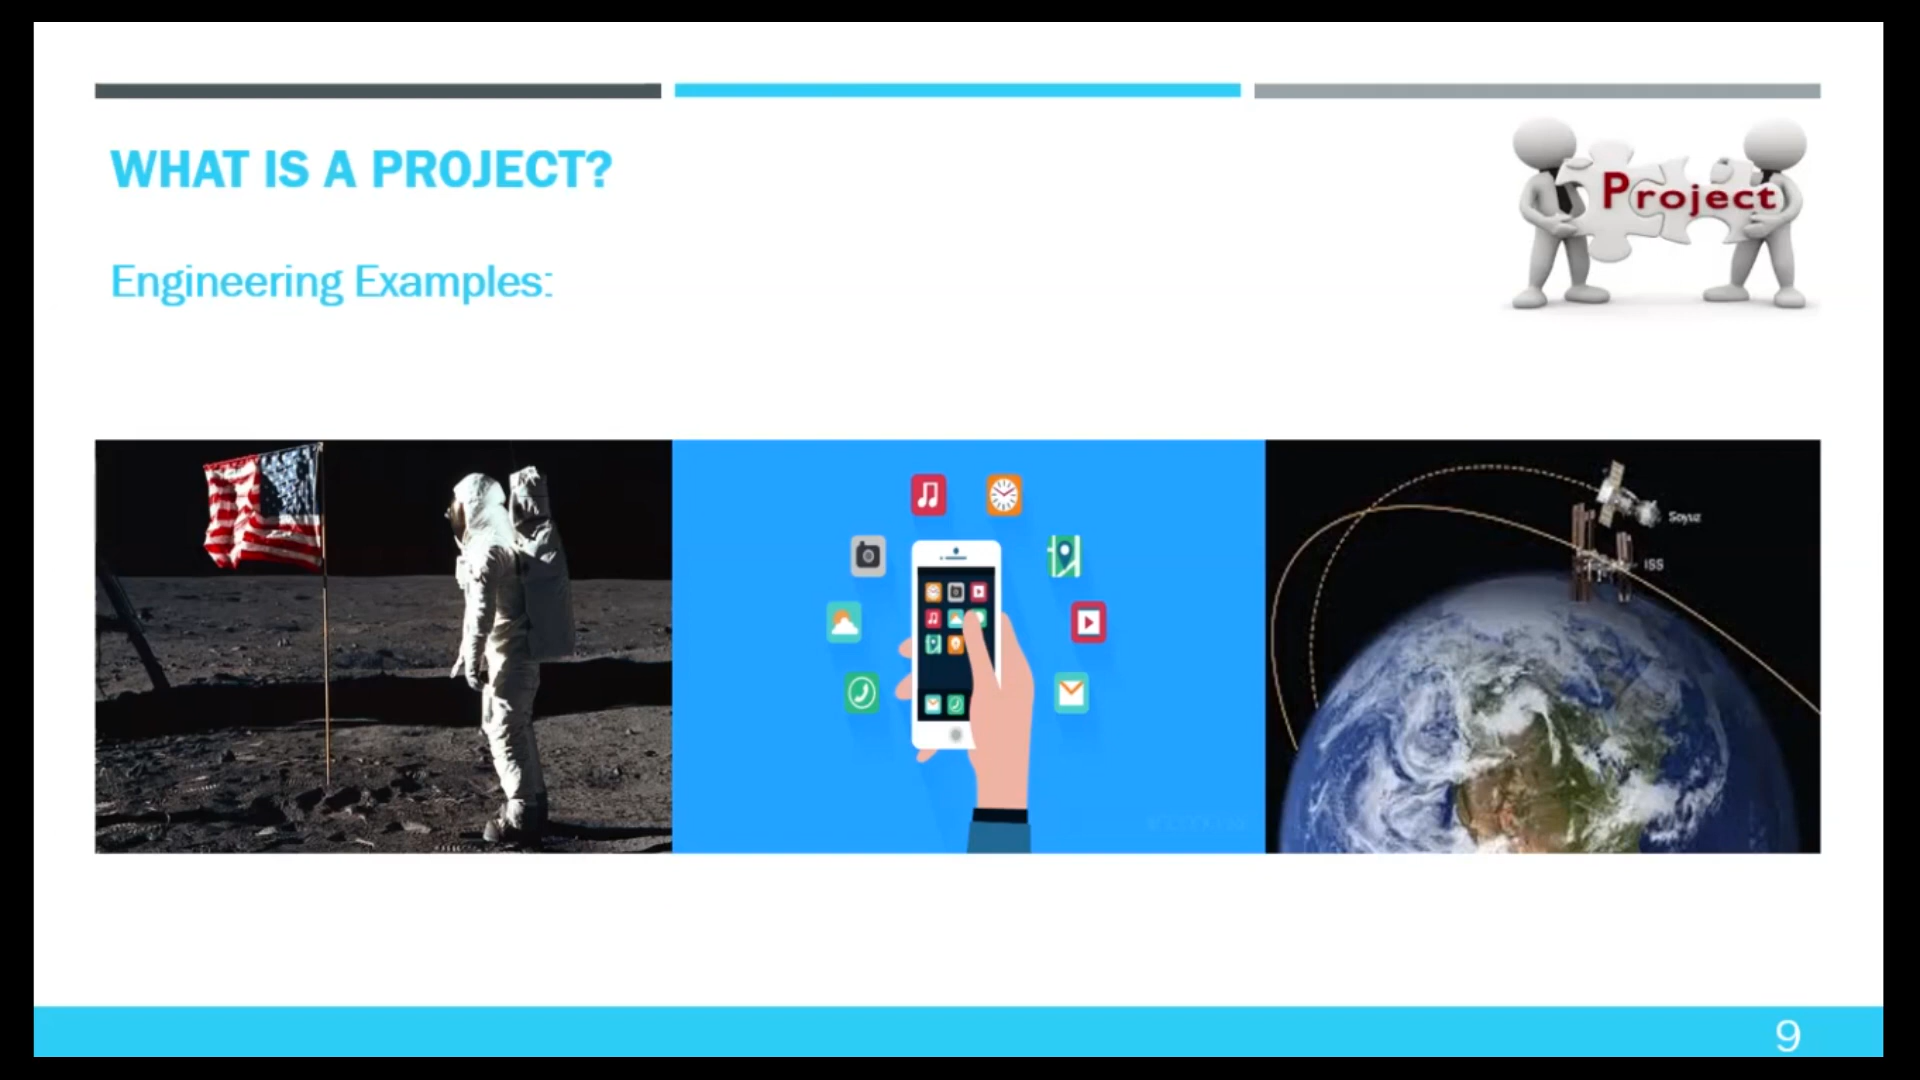 WHAT IS A PROJECT?
Project
Engineering Examples:
Soyuz
ISS
9